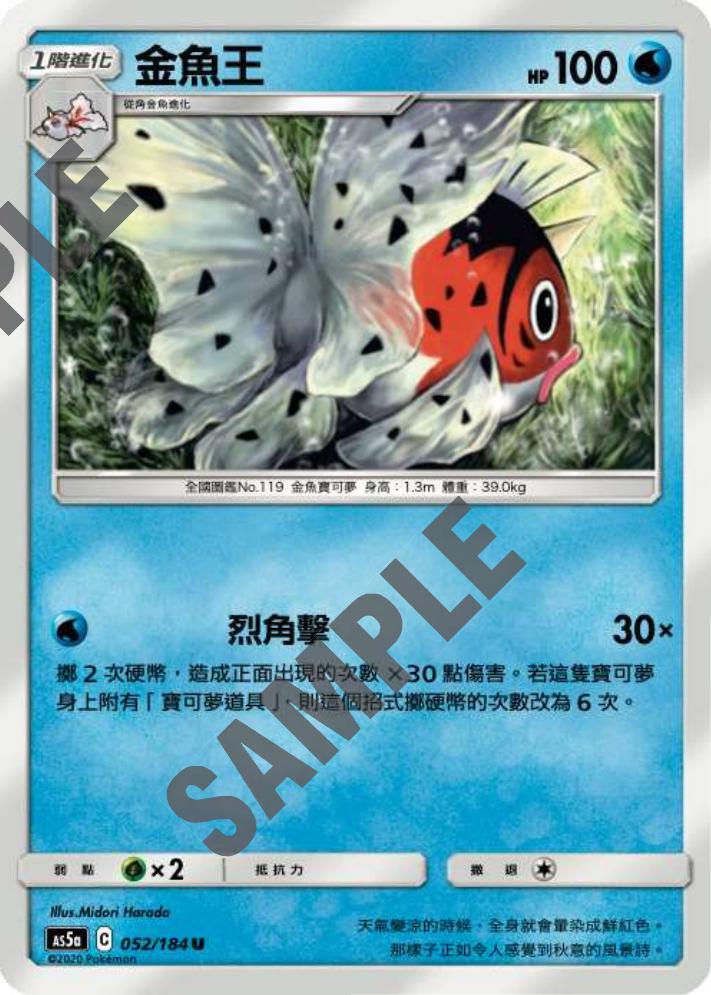 1階進化
金魚王
HP 100
從角金魚進化
全國圖鑑No.119 金魚寶可夢 身高：1.3m 體重：39.0kg
烈角擊 30×
擲 2 次硬幣，造成正面出現的次數 ×30 點傷害。若這隻寶可夢
身上附有「寶可夢道具」，則這個招式擲硬幣的次數改為 6 次。
SAMPLE
弱點 ×2 抵抗力 撤退
Illus.Midori Harada
天氣變涼的時候，全身就會暈染成鮮紅色。
AS5a C 052/184 U
那樣子正如令人感覺到秋意的風景詩。
©2020 Pokémon
PLE